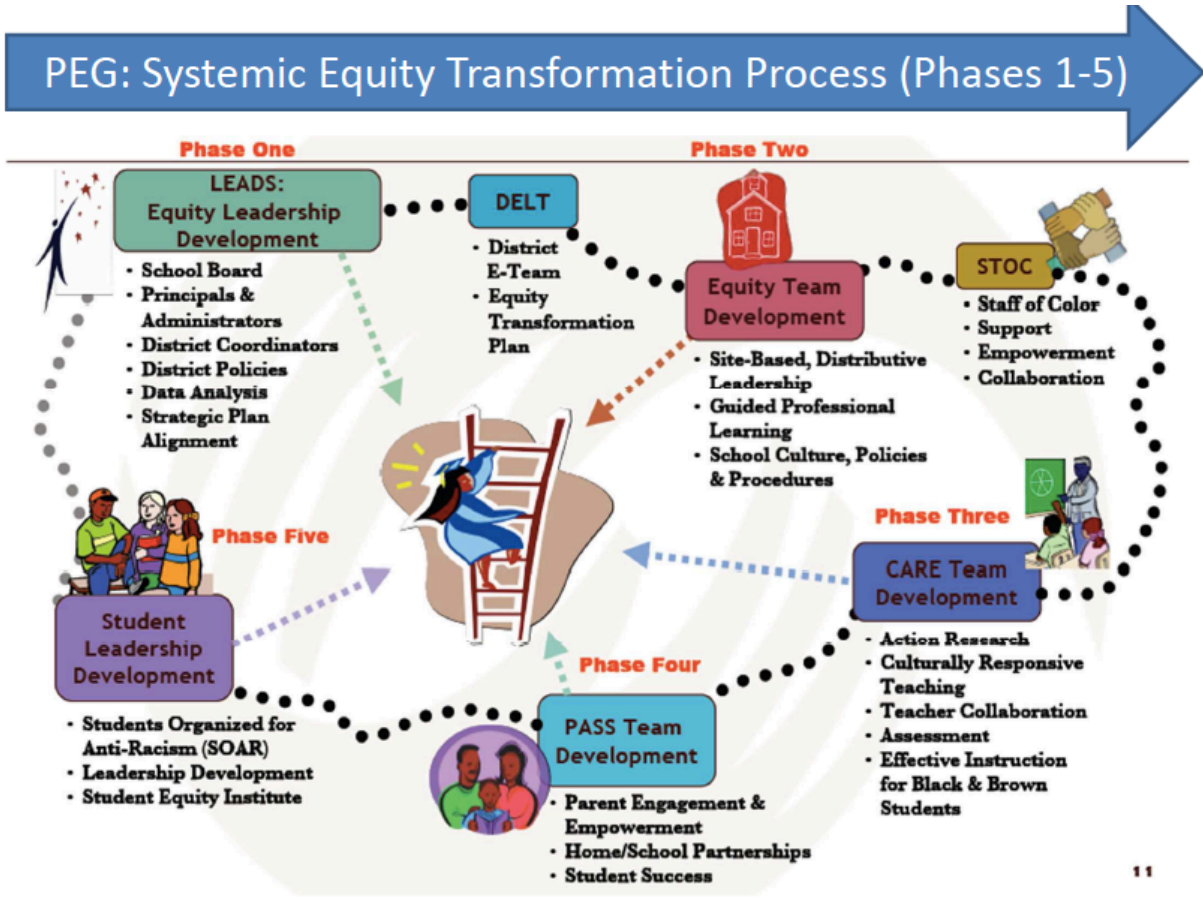 PEG: Systemic Equity Transformation Process (Phases 1-5)
Phase One
LEADS:
Equity Leadership
Development
• School Board
• Principals &
Administrators
• District Coordinators
• District Policies
• Data Analysis
• Strategic Plan
Alignment
DELT
• District
E-Team
• Equity
Transformation
Plan
Phase Two
Equity Team
Development
• Site-Based, Distributive
Leadership
• Guided Professional
Learning
• School Culture, Policies
& Procedures
STOC
• Staff of Color
• Support
• Empowerment
• Collaboration
Phase Three
CARE Team
Development
• Action Research
• Culturally Responsive
Teaching
• Teacher Collaboration
• Assessment
• Effective Instruction
for Black & Brown
Students
Phase Four
PASS Team
Development
• Parent Engagement &
Empowerment
• Home/School Partnerships
• Student Success
Phase Five
Student
Leadership
Development
• Students Organized for
Anti-Racism (SOAR)
• Leadership Development
• Student Equity Institute
11